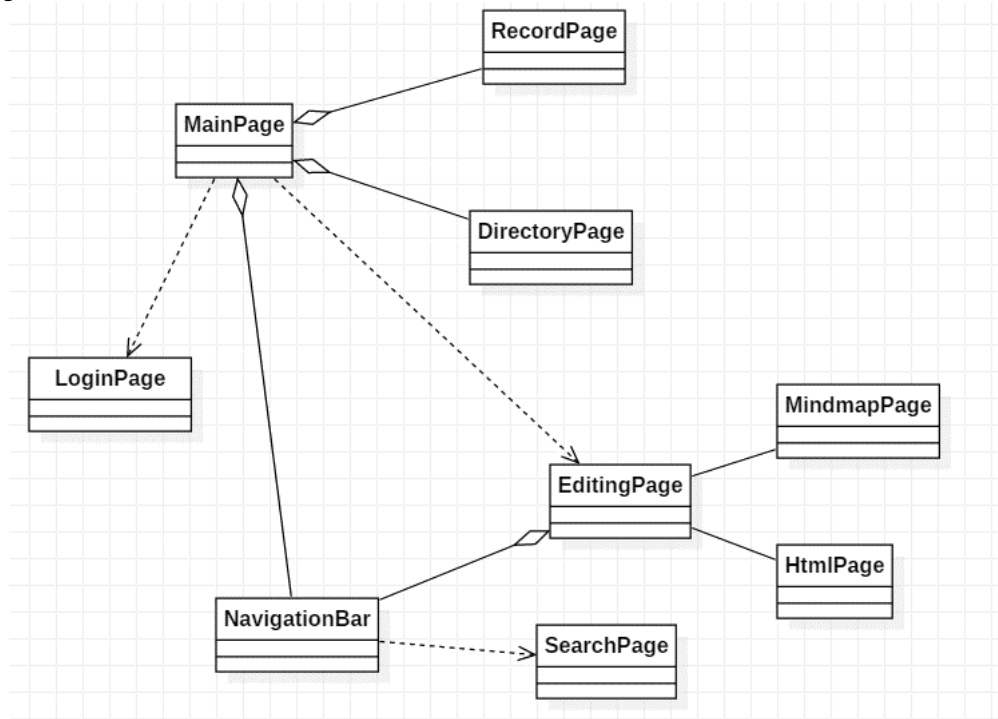 RecordPage
MainPage
DirectoryPage
LoginPage
MindmapPage
EditingPage
HtmlPage
NavigationBar
SearchPage